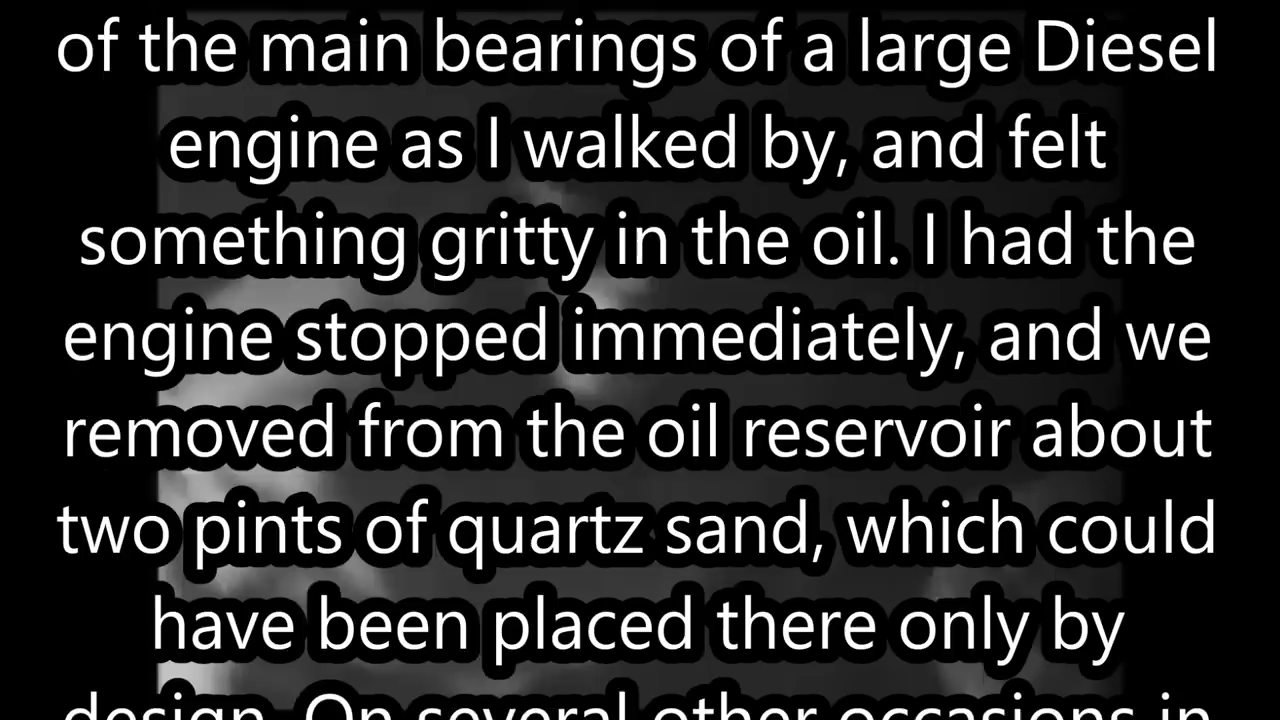 of the main bearings of a large Diesel
engine as I walked by, and felt
something gritty in the oil. I had the
engine stopped immediately, and we
removed from the oil reservoir about
two pints of quartz sand, which could
have been placed there only by
design. On several other occasions in